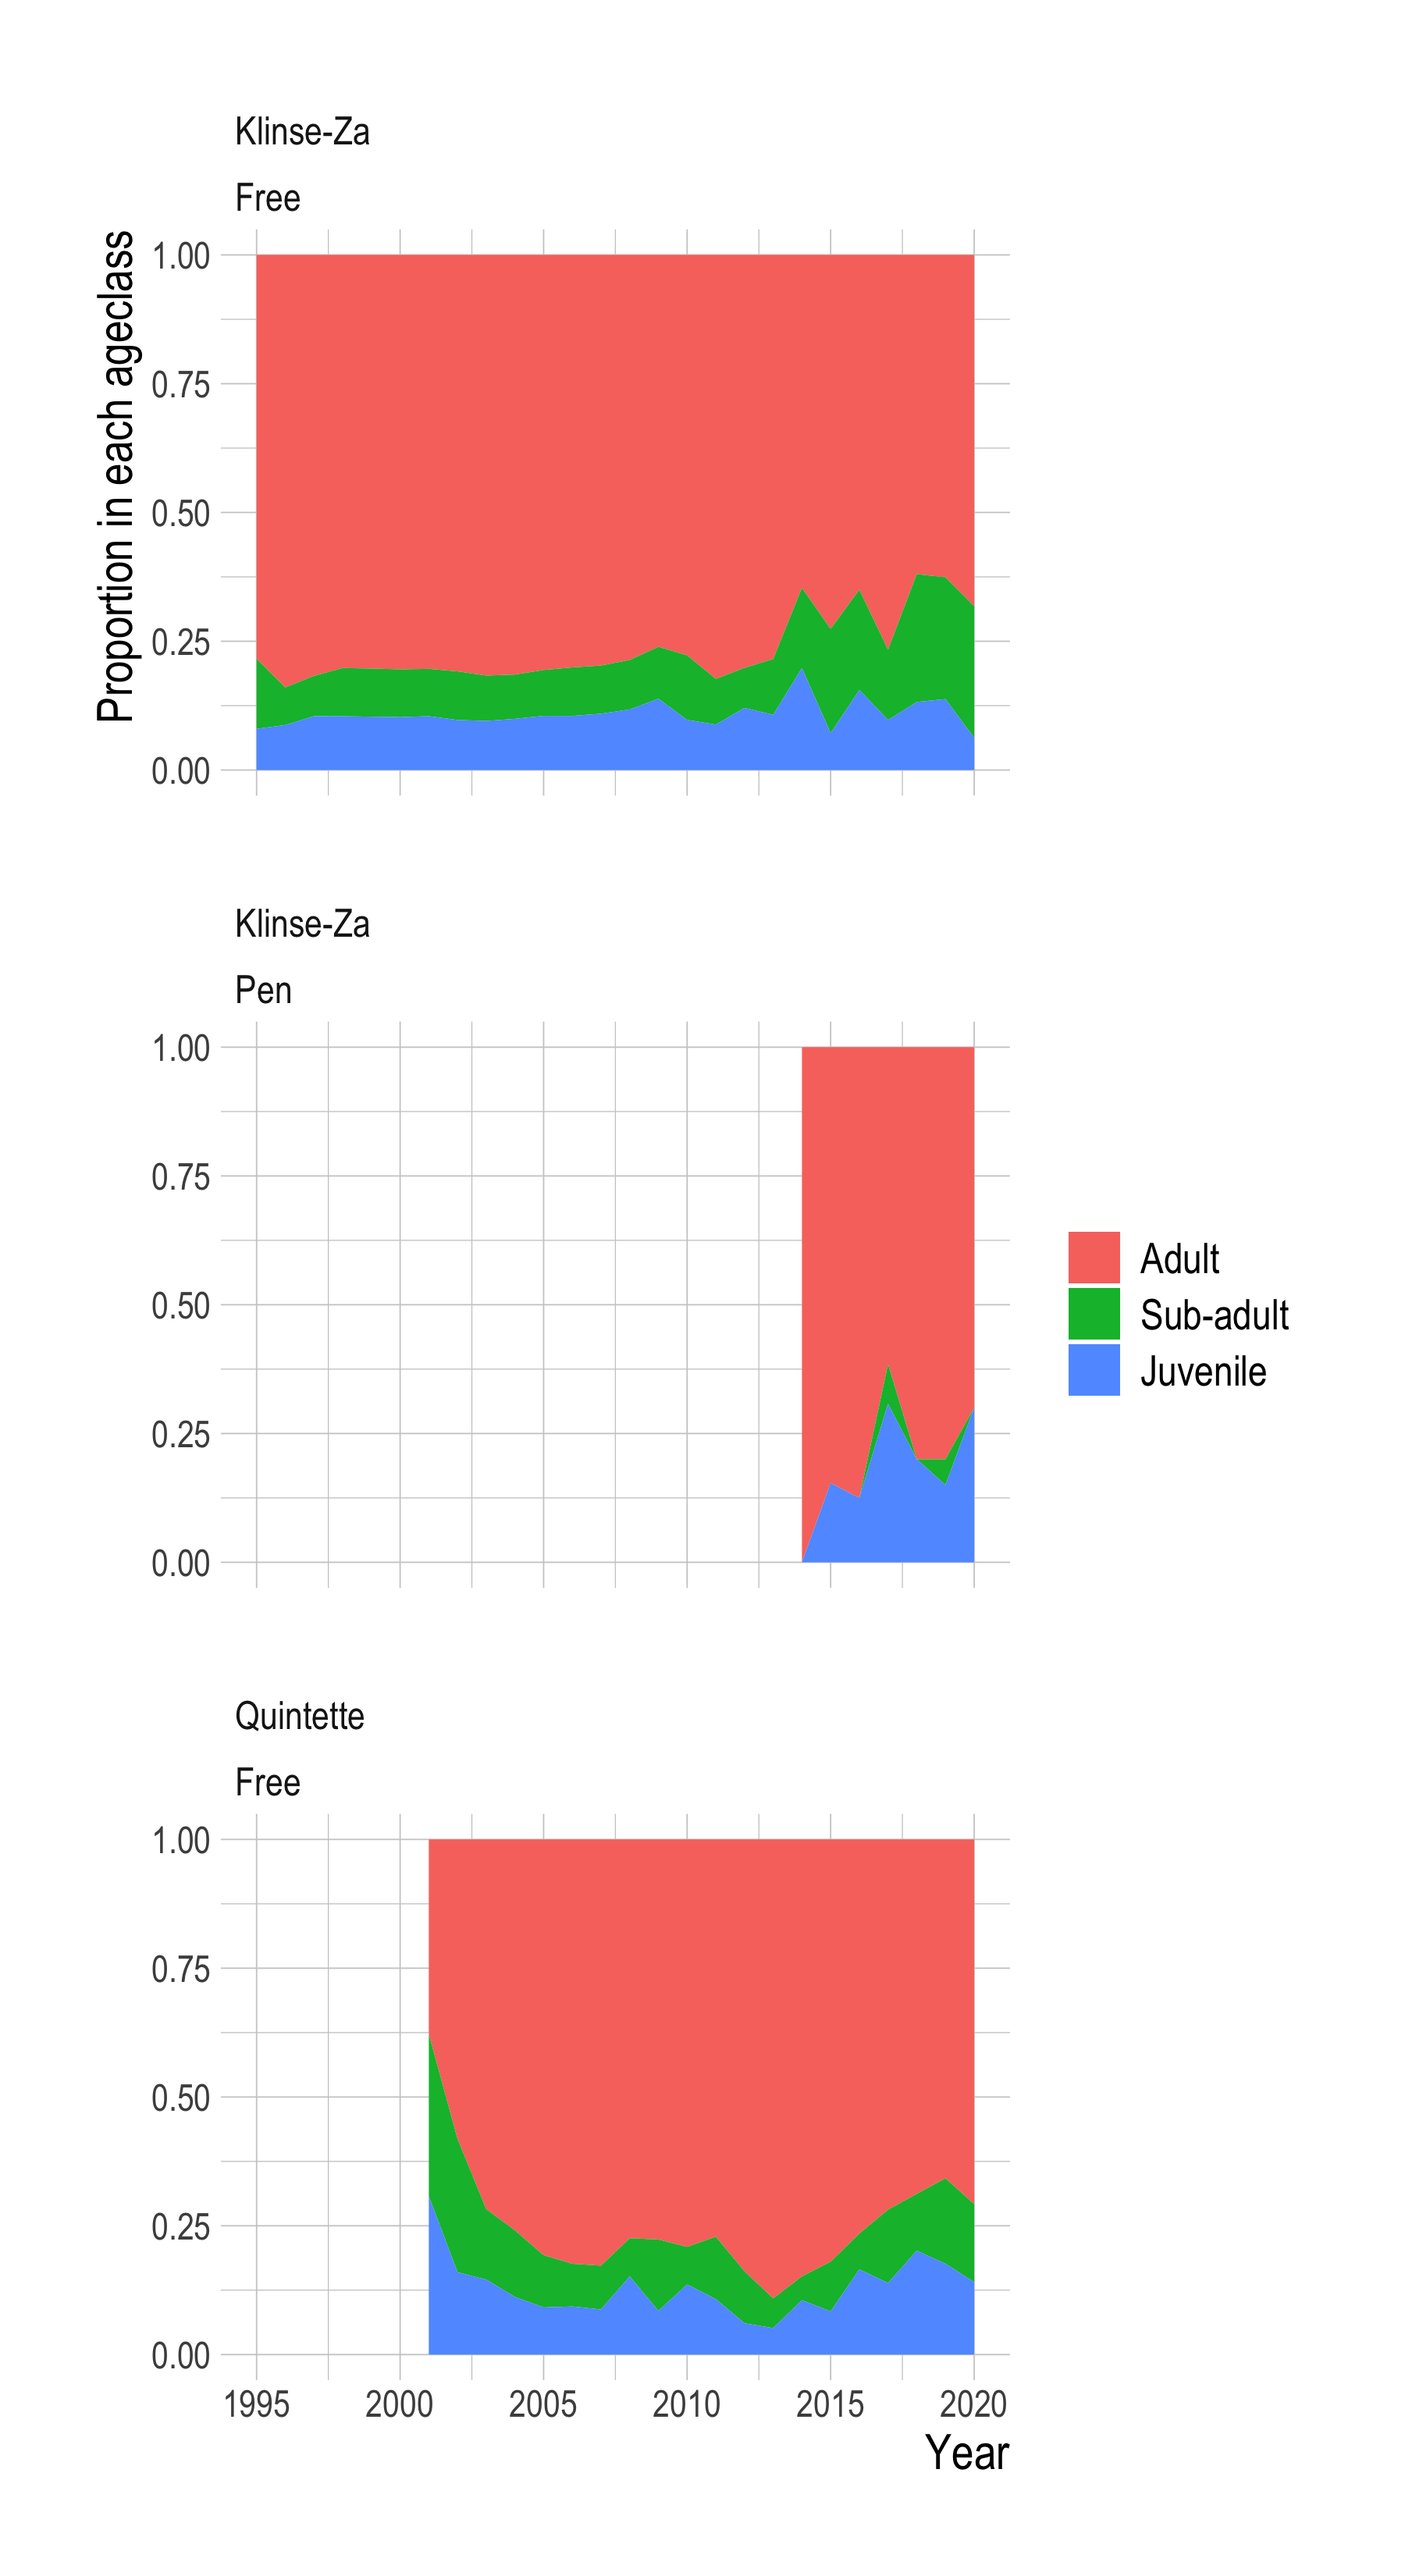 Klinse-Za
Free
Proportion in each ageclass
1.00
0.75
0.50
0.25
0.00
Klinse-Za
Pen
1.00
0.75
0.50
0.25
0.00
Adult
Sub-adult
Juvenile
Quintette
Free
1.00
0.75
0.50
0.25
0.00
1995 2000 2005 2010 2015 2020
Year